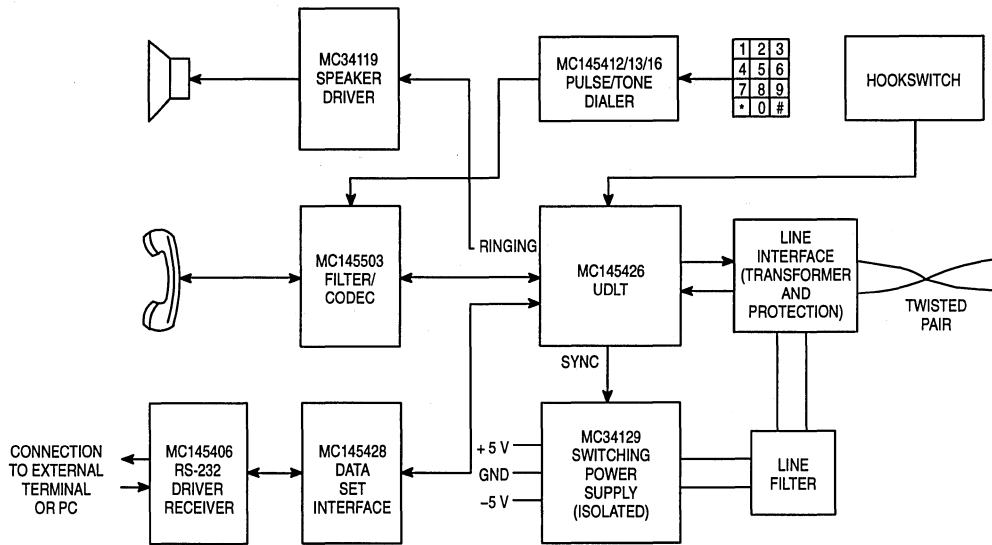 MC34119
SPEAKER
DRIVER
MC145412/13/16
PULSE/TONE
DIALER
1 2 3
4 5 6
7 8 9
* 0 #
HOOKSWITCH
RINGING
MC145503
FILTER/
CODEC
MC145426
UDLT
LINE
INTERFACE
(TRANSFORMER
AND
PROTECTION)
TWISTED
PAIR
SYNC
CONNECTION
TO EXTERNAL
TERMINAL
OR PC
MC145406
RS-232
DRIVER
RECEIVER
MC145428
DATA
SET
INTERFACE
+ 5 V
GND
–5 V
MC34129
SWITCHING
POWER
SUPPLY
(ISOLATED)
LINE
FILTER